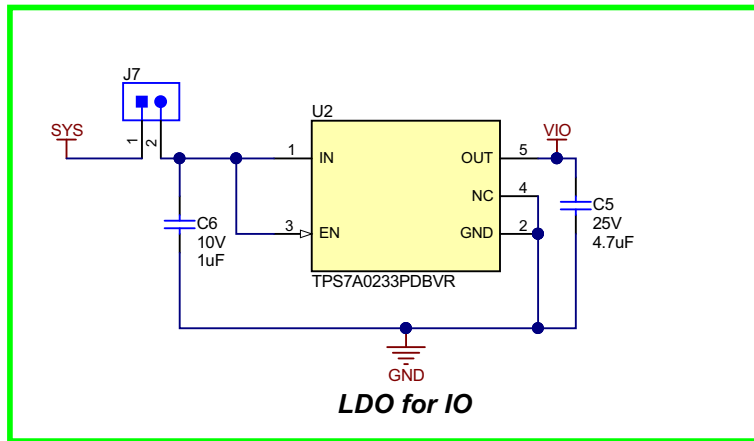 J7
SYS
1
2
U2
VIO
1
IN
OUT
5
NC
4
C6
10V
1uF
3
EN
GND
2
C5
25V
4.7uF
TPS7A0233PDBVR
GND
LDO for IO